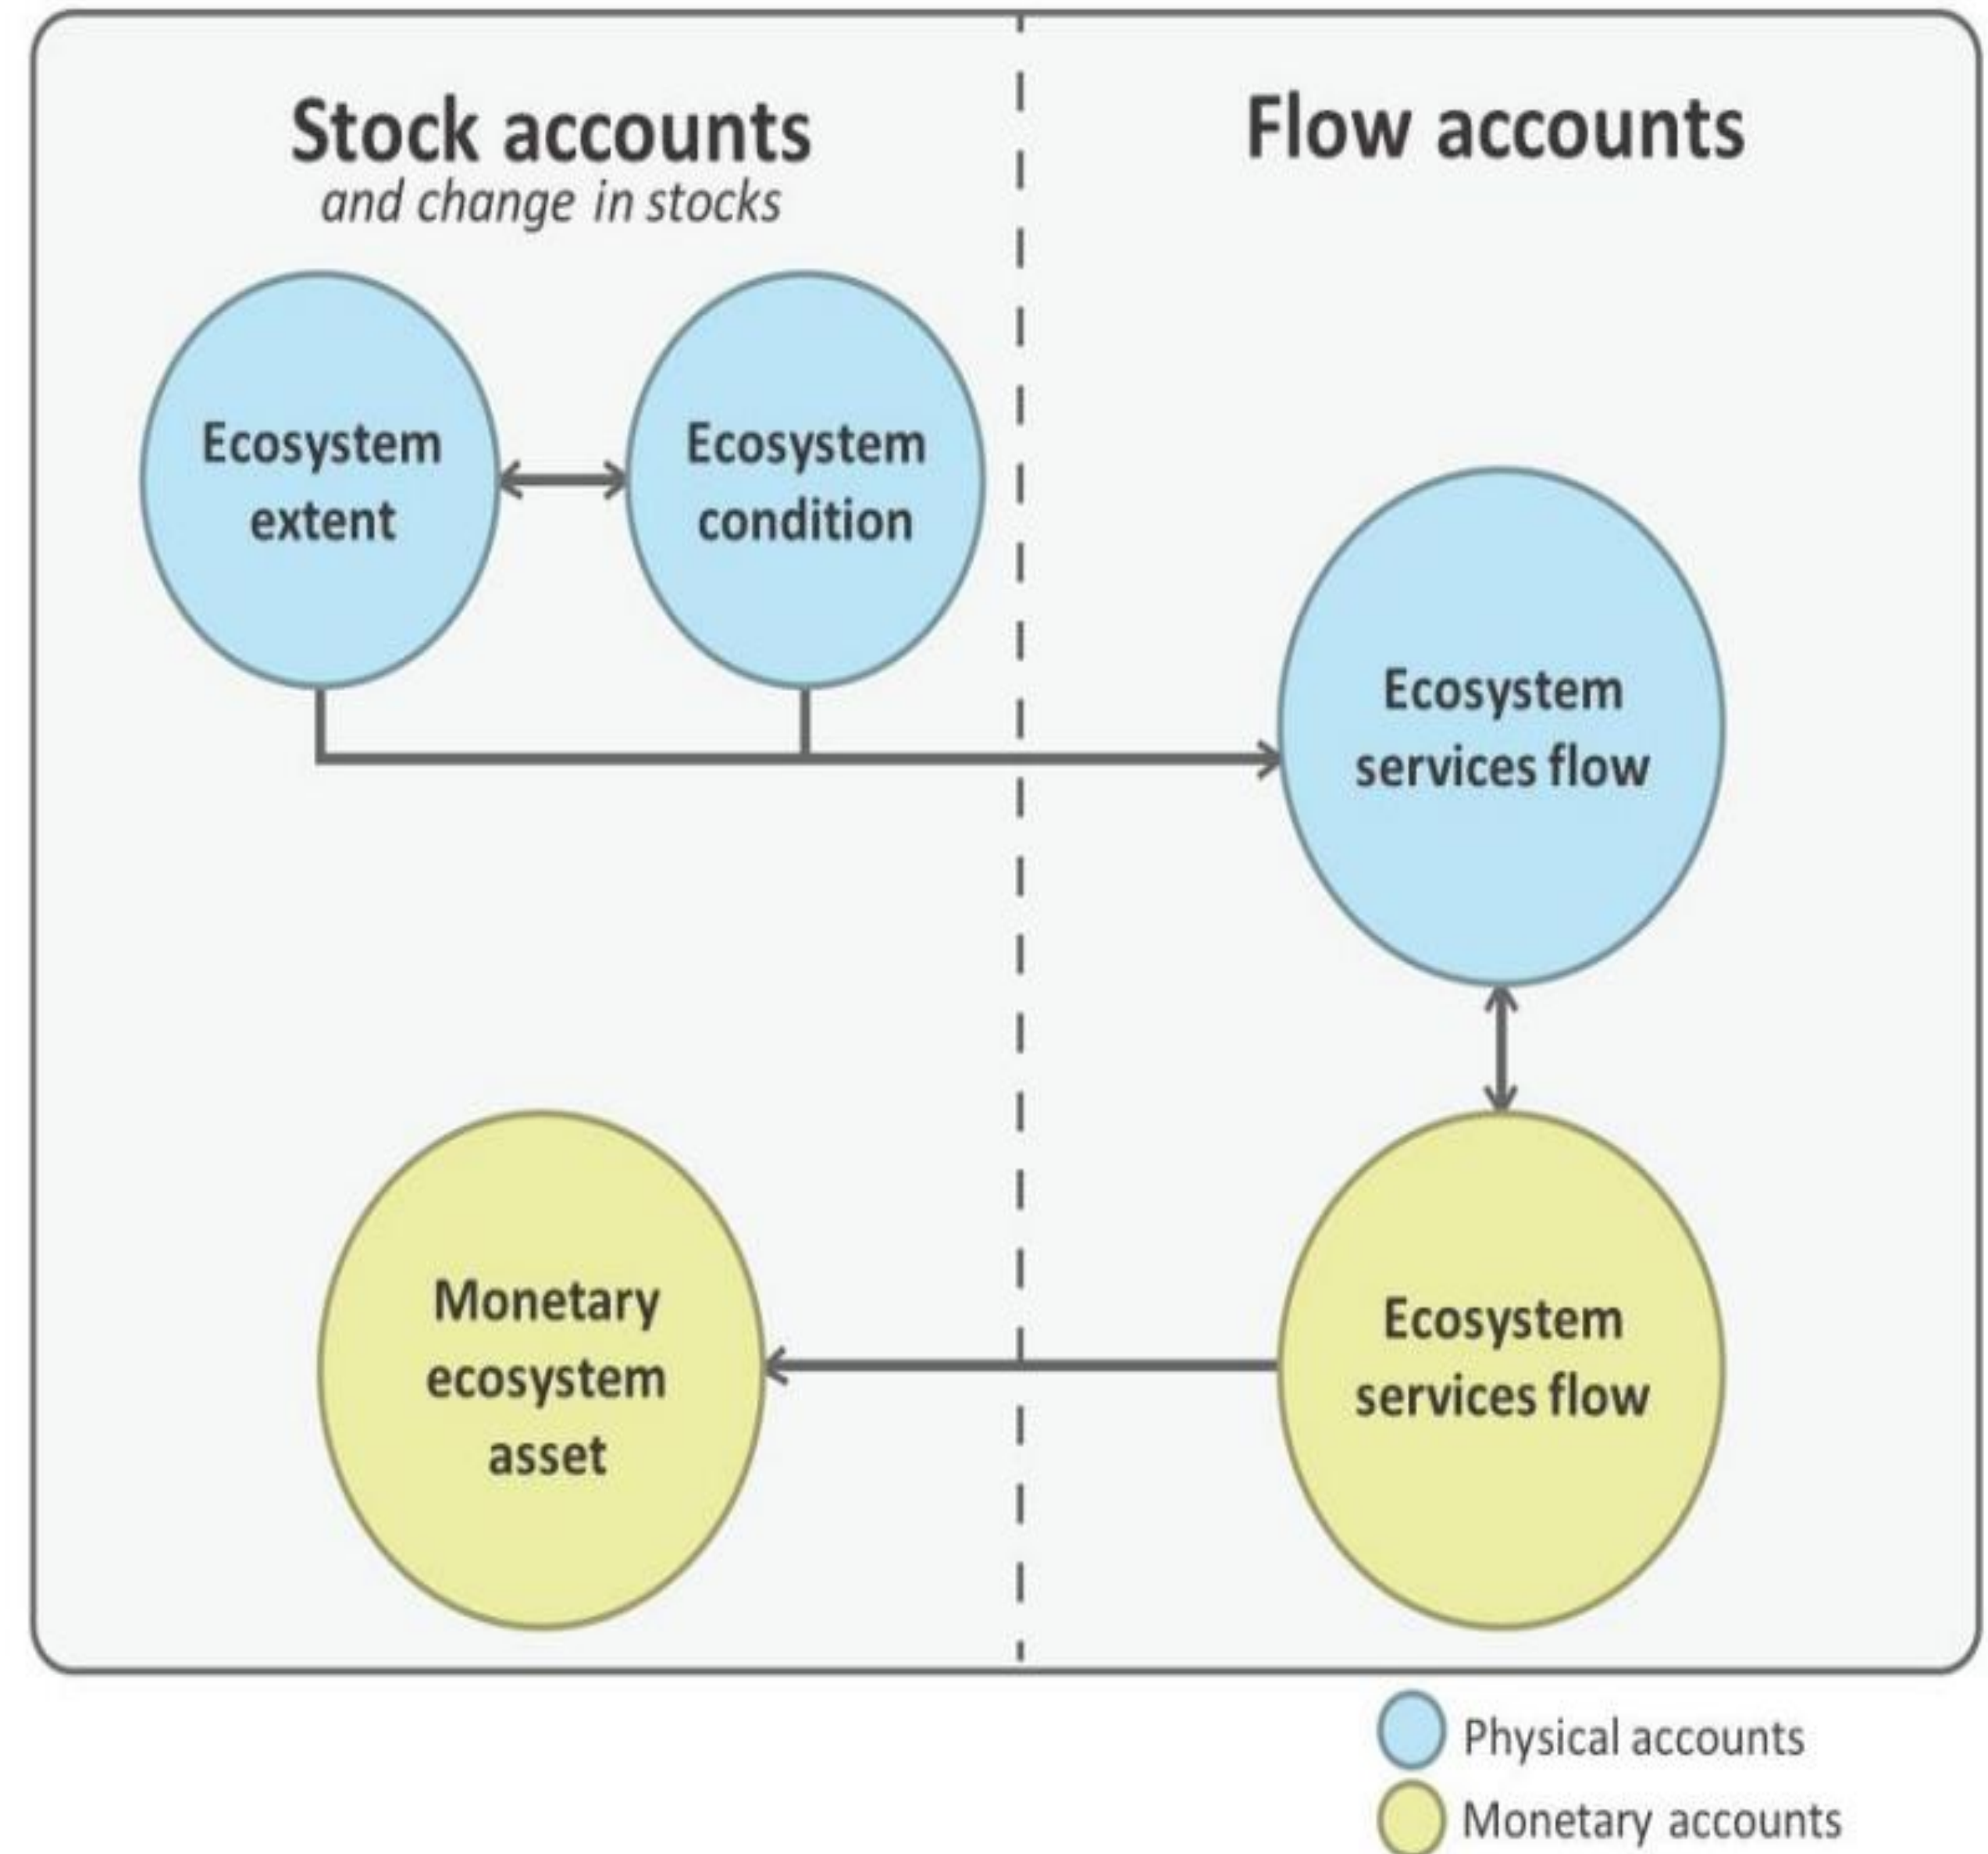 Stock accounts
and change in stocks
Flow accounts
Ecosystem
extent
Ecosystem
condition
Ecosystem
services flow
Monetary
ecosystem
asset
Ecosystem
services flow
Physical accounts
Monetary accounts